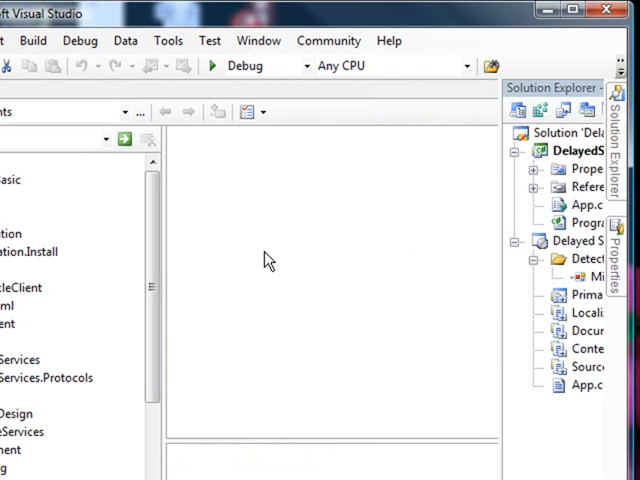 ft Visual Studio
t Build Debug Data Tools Test Window Community Help
Debug Any CPU
nts ...
Basic
tion
ation.Install
cleClient
ml
ent
Services
Services.Protocols
Design
eServices
ment
g
Solution Explorer -
Solution 'Dela
DelayedS
Prope
Refere
App.c
Progra
Delayed S
Detect
Mi
Prima
Locali
Docur
Conte
Source
App.c
Solution Explorer
Properties